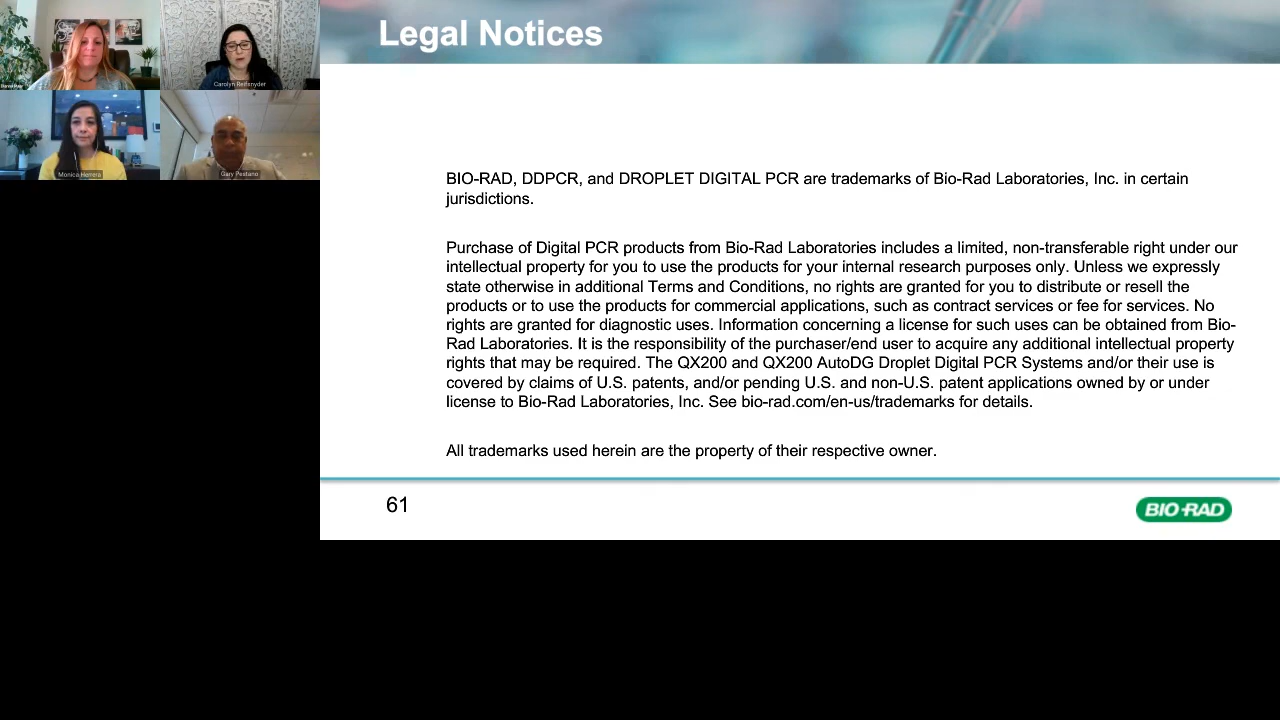 Legal Notices
Carolyn Reifsnyder
Monica Herrera
Gary Pestano
BIO-RAD, DDPCR, and DROPLET DIGITAL PCR are trademarks of Bio-Rad Laboratories, Inc. in certain
jurisdictions.
Purchase of Digital PCR products from Bio-Rad Laboratories includes a limited, non-transferable right under our
intellectual property for you to use the products for your internal research purposes only. Unless we expressly
state otherwise in additional Terms and Conditions, no rights are granted for you to distribute or resell the
products or to use the products for commercial applications, such as contract services or fee for services. No
rights are granted for diagnostic uses. Information concerning a license for such uses can be obtained from Bio-
Rad Laboratories. It is the responsibility of the purchaser/end user to acquire any additional intellectual property
rights that may be required. The QX200 and QX200 AutoDG Droplet Digital PCR Systems and/or their use is
covered by claims of U.S. patents, and/or pending U.S. and non-U.S. patent applications owned by or under
license to Bio-Rad Laboratories, Inc. See bio-rad.com/en-us/trademarks for details.
All trademarks used herein are the property of their respective owner.
61
BIO-RAD